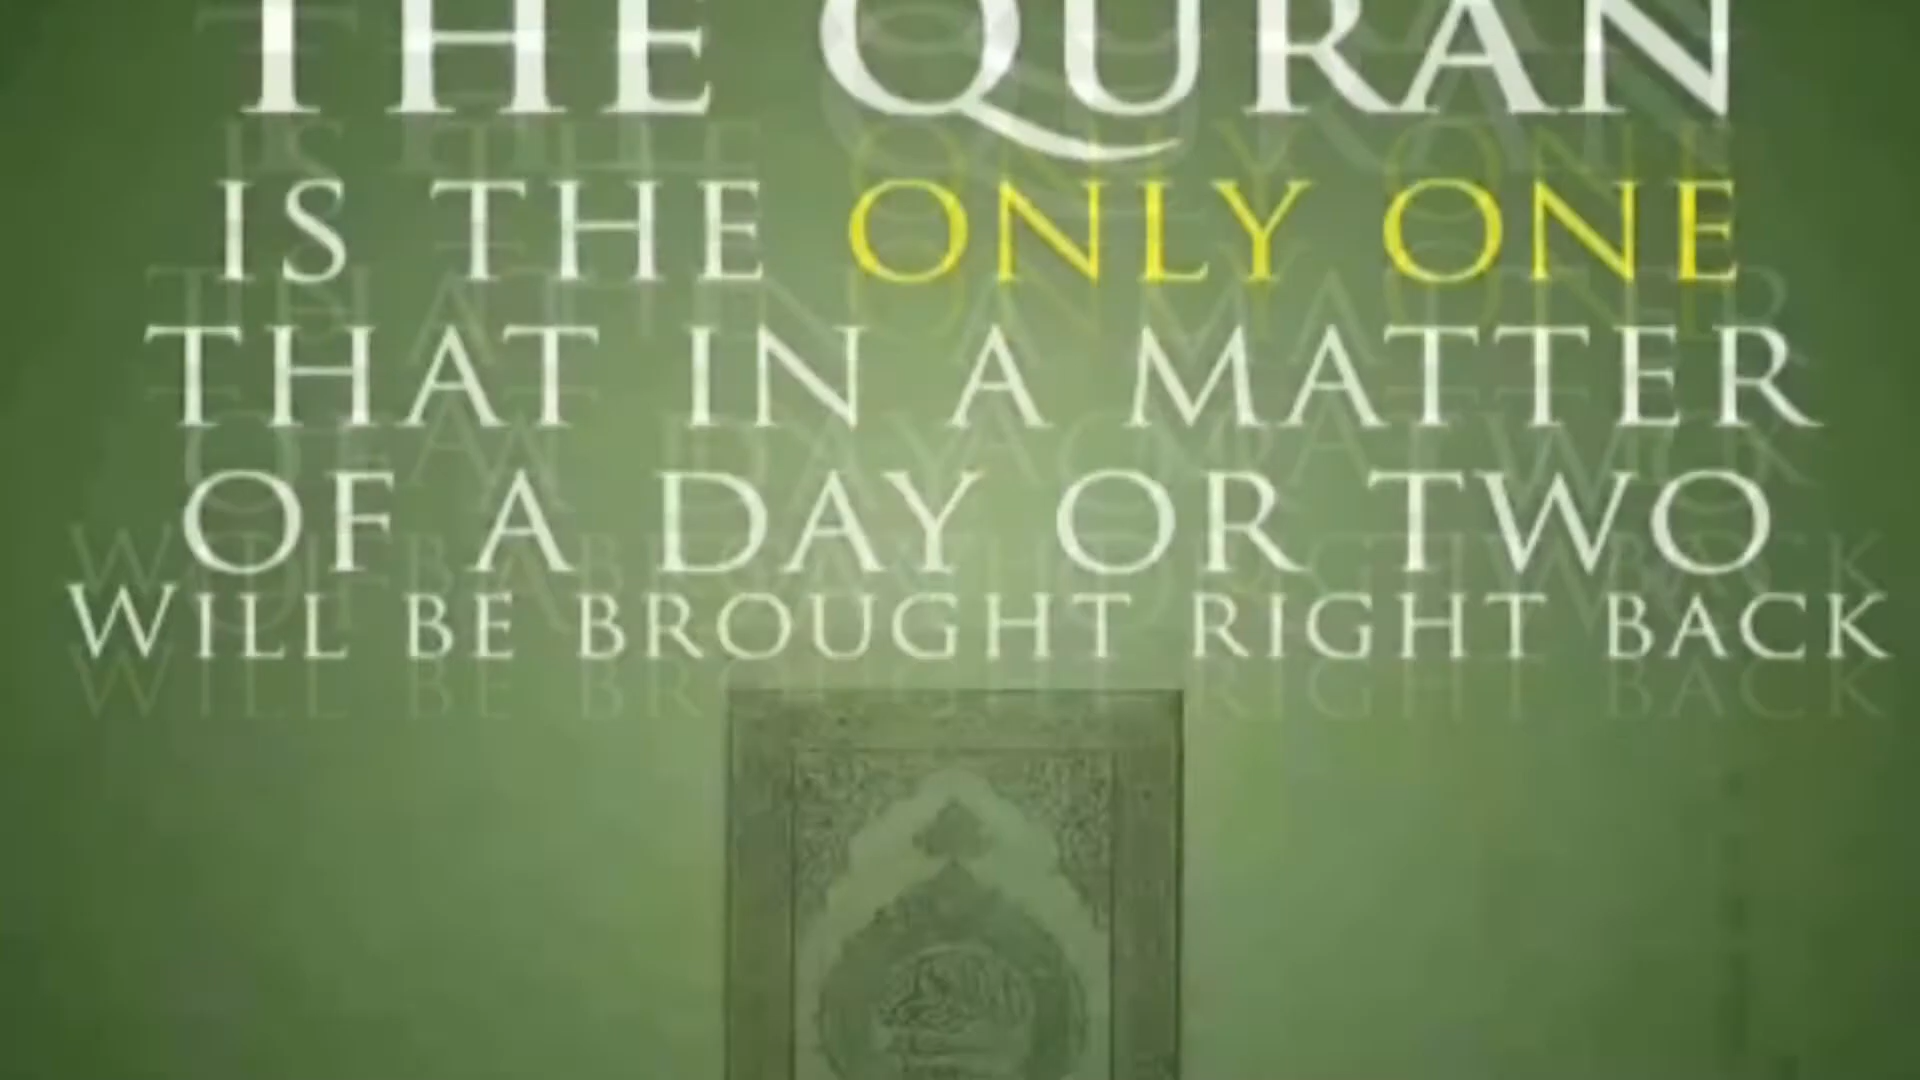 THE QURAN
IS THE ONLY ONE
THAT IN A MATTER
OF A DAY OR TWO
WILL BE BROUGHT RIGHT BACK